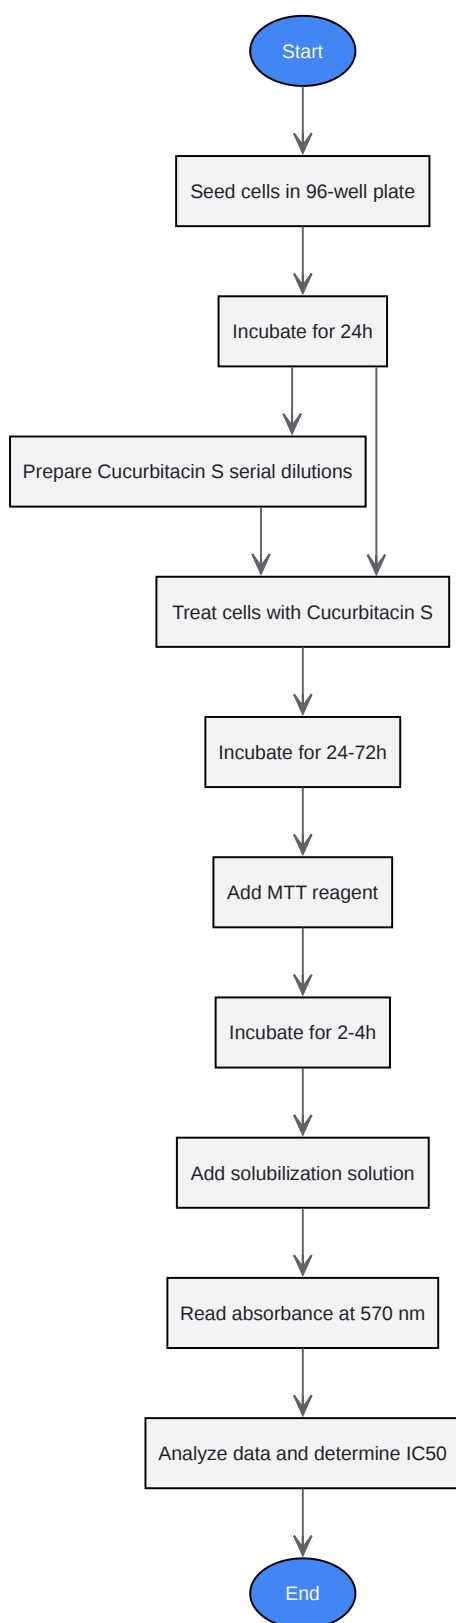 Start
Seed cells in 96-well plate
Incubate for 24h
Prepare Cucurbitacin S serial dilutions
Treat cells with Cucurbitacin S
Incubate for 24-72h
Add MTT reagent
Incubate for 2-4h
Add solubilization solution
Read absorbance at 570 nm
Analyze data and determine IC50
End